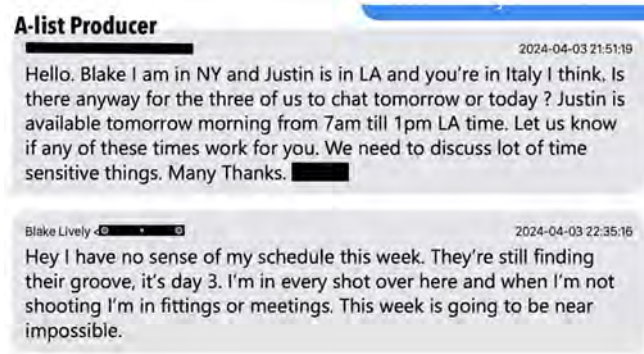 A-list Producer
2024-04-03 21:51:19
Hello. Blake I am in NY and Justin is in LA and you're in Italy I think. Is
there anyway for the three of us to chat tomorrow or today ? Justin is
available tomorrow morning from 7am till 1pm LA time. Let us know
if any of these times work for you. We need to discuss lot of time
sensitive things. Many Thanks.
Blake Lively < 2024-04-03 22:35:16
Hey I have no sense of my schedule this week. They're still finding
their groove, it's day 3. I'm in every shot over here and when I'm not
shooting I'm in fittings or meetings. This week is going to be near
impossible.